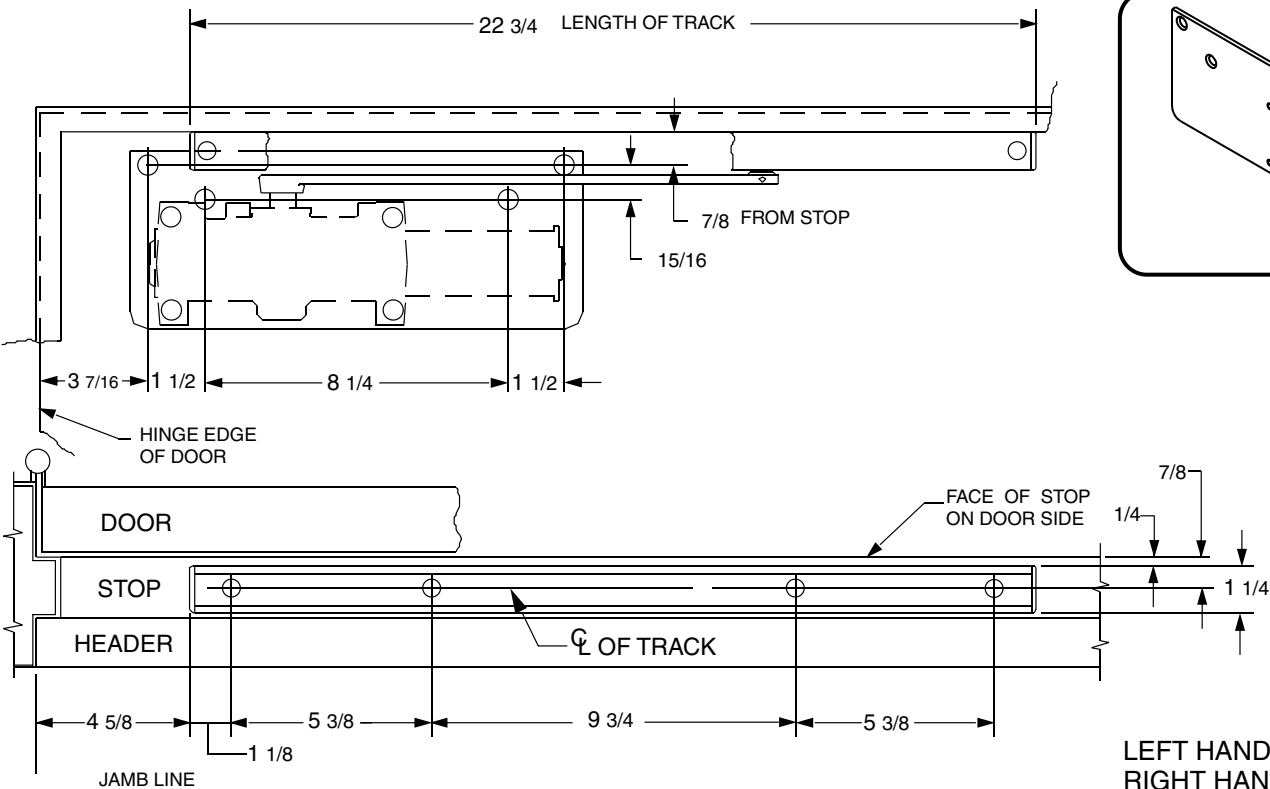 22 3/4 LENGTH OF TRACK
7/8 FROM STOP
15/16
3 7/16
1 1/2
8 1/4
1 1/2
HINGE EDGE
OF DOOR
7/8
FACE OF STOP
ON DOOR SIDE
1/4
DOOR
STOP
1 1/4
HEADER
℄ OF TRACK
4 5/8
5 3/8
9 3/4
5 3/8
1 1/8
JAMB LINE
LEFT HAND
RIGHT HAN